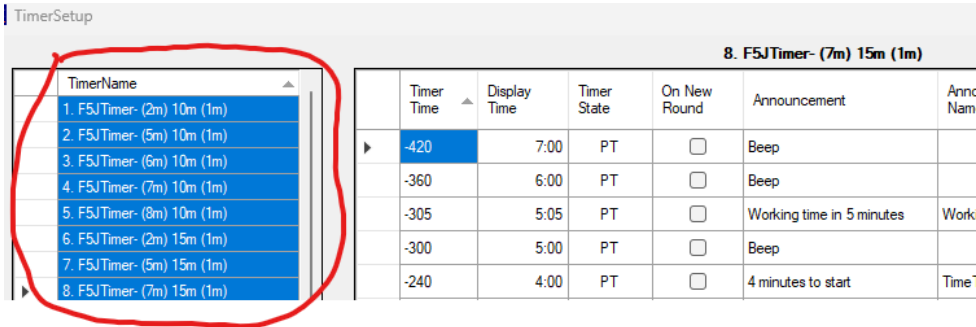 TimerSetup
8. F5JTimer- (7m) 15m (1m)
TimerName
1. F5JTimer- (2m) 10m (1m)
2. F5JTimer- (5m) 10m (1m)
3. F5JTimer- (6m) 10m (1m)
4. F5JTimer- (7m) 10m (1m)
5. F5JTimer- (8m) 10m (1m)
6. F5JTimer- (2m) 15m (1m)
7. F5JTimer- (5m) 15m (1m)
8. F5JTimer- (7m) 15m (1m)
Timer Time Display Time Timer State On New Round Announcement Anno Nam
-420 7:00 PT Beep
-360 6:00 PT Beep
-305 5:05 PT Working time in 5 minutes Worki
-300 5:00 PT Beep
-240 4:00 PT 4 minutes to start Time